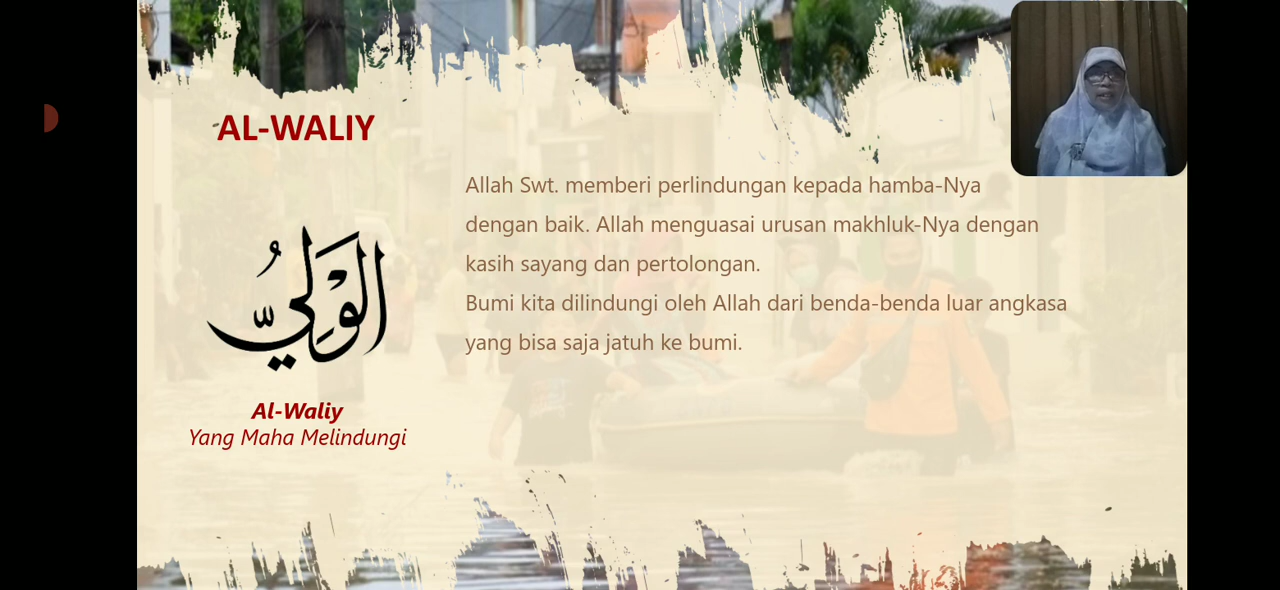 AL-WALIY
Allah Swt. memberi perlindungan kepada hamba-Nya
dengan baik. Allah menguasai urusan makhluk-Nya dengan
kasih sayang dan pertolongan.
Bumi kita dilindungi oleh Allah dari benda-benda luar angkasa
yang bisa saja jatuh ke bumi.
الْوَلِيُّ
Al-Waliy
Yang Maha Melindungi